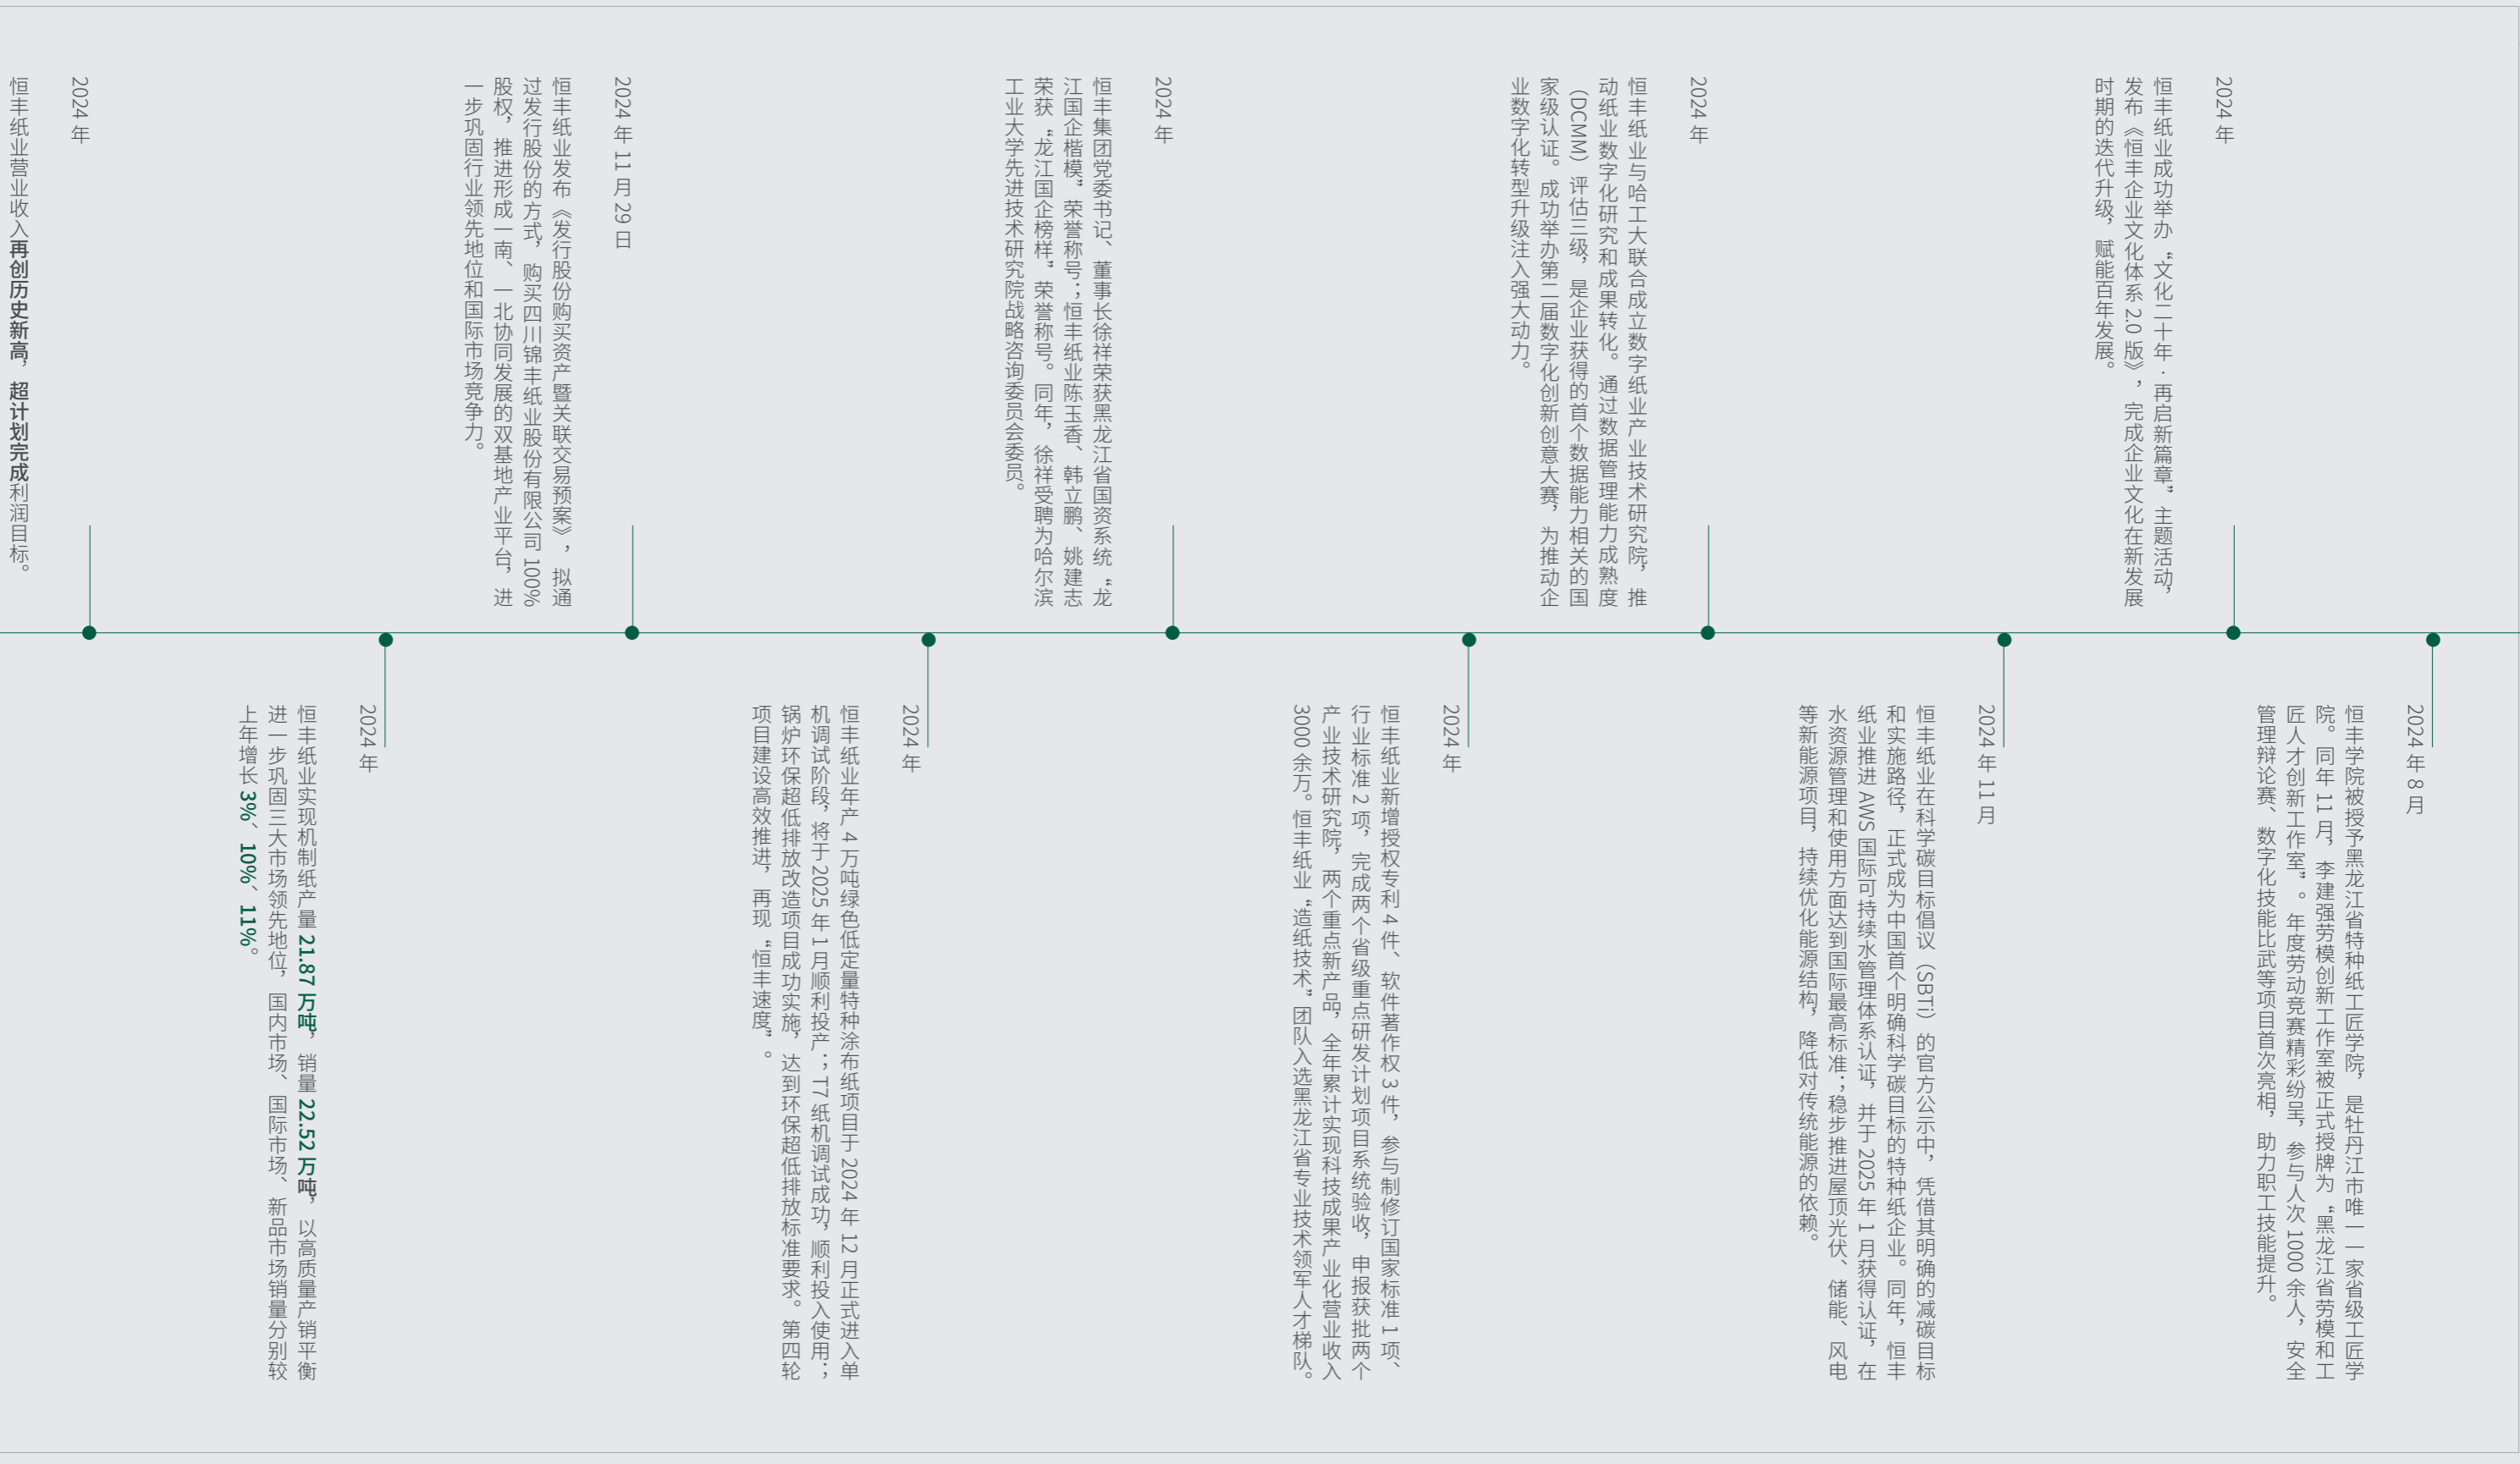 2024 年 8 月
恒丰学院被授予黑龙江省特种纸工匠学院，是牡丹江市唯一一家省级工匠学
院。同年 11 月，李建强劳模创新工作室被正式授牌为“黑龙江省劳模和工
匠人才创新工作室”。年度劳动竞赛精彩纷呈，参与人次 1000 余人，安全
管理辩论赛、数字化技能比武等项目首次亮相，助力职工技能提升。
2024 年
恒丰纸业成功举办“文化二十年·再启新篇章”主题活动，
发布《恒丰企业文化体系 2.0 版》，完成企业文化在新发展
时期的迭代升级，赋能百年发展。
2024 年 11 月
恒丰纸业在科学碳目标倡议（SBTi）的官方公示中，凭借其明确的减碳目标
和实施路径，正式成为中国首个明确科学碳目标的特种纸企业。同年，恒丰
纸业推进 AWS 国际可持续水管理体系认证，并于 2025 年 1 月获得认证，在
水资源管理和使用方面达到国际最高标准；稳步推进屋顶光伏、储能、风电
等新能源项目，持续优化能源结构，降低对传统能源的依赖。
2024 年
恒丰纸业与哈工大联合成立数字纸业产业技术研究院，推
动纸业数字化研究和成果转化。通过数据管理能力成熟度
（DCMM）评估三级，是企业获得的首个数据能力相关的国
家级认证。成功举办第二届数字化创新创意大赛，为推动企
业数字化转型升级注入强大动力。
2024 年
恒丰纸业新增授权专利 4 件、软件著作权 3 件，参与制修订国家标准 1 项、
行业标准 2 项，完成两个省级重点研发计划项目系统验收，申报获批两个
产业技术研究院，两个重点新产品，全年累计实现科技成果产业化营业收入
3000 余万。恒丰纸业“造纸技术”团队入选黑龙江省专业技术领军人才梯队。
2024 年
恒丰集团党委书记、董事长徐祥荣获黑龙江省国资系统“龙
江国企楷模”荣誉称号；恒丰纸业陈玉香、韩立鹏、姚建志
荣获“龙江国企榜样”荣誉称号。同年，徐祥受聘为哈尔滨
工业大学先进技术研究院战略咨询委员会委员。
2024 年
恒丰纸业年产 4 万吨绿色低定量特种涂布纸项目于 2024 年 12 月正式进入单
机调试阶段，将于 2025 年 1 月顺利投产；T7 纸机调试成功，顺利投入使用；
锅炉环保超低排放改造项目成功实施，达到环保超低排放标准要求。第四轮
项目建设高效推进，再现“恒丰速度”。
2024 年 11 月 29 日
恒丰纸业发布《发行股份购买资产暨关联交易预案》，拟通
过发行股份的方式，购买四川锦丰纸业股份有限公司 100%
股权，推进形成一南、一北协同发展的双基地产业平台，进
一步巩固行业领先地位和国际市场竞争力。
2024 年
恒丰纸业实现机制纸产量 21.87 万吨，销量 22.52 万吨，以高质量产销平衡
进一步巩固三大市场领先地位，国内市场、国际市场、新品市场销量分别较
上年增长 3%、10%、11%。
2024 年
恒丰纸业营业收入再创历史新高，超计划完成利润目标。